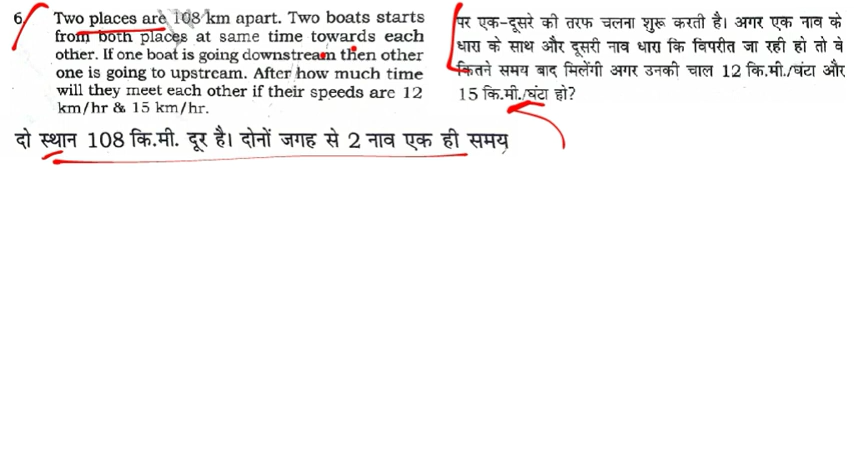 6. Two places are 108 km apart. Two boats starts
from both places at same time towards each
other. If one boat is going downstream then other
one is going to upstream. After how much time
will they meet each other if their speeds are 12
km/hr & 15 km/hr.
दो स्थान 108 कि.मी. दूर है। दोनों जगह से 2 नाव एक ही समय
पर एक-दूसरे की तरफ चलना शुरू करती है। अगर एक नाव के
धारा के साथ और दूसरी नाव धारा कि विपरीत जा रही हो तो वे
कितने समय बाद मिलेंगी अगर उनकी चाल 12 कि.मी./घंटा और
15 कि.मी./घंटा हो?